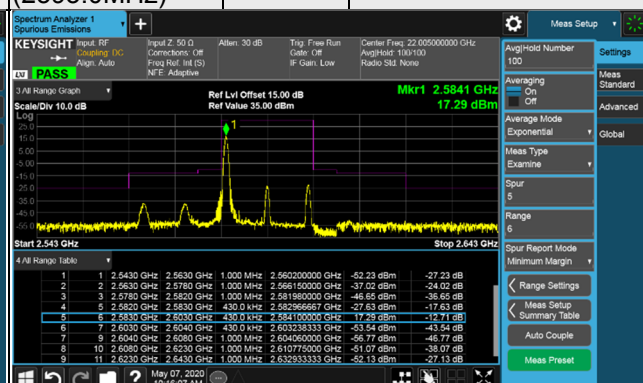 (2593.0MHz)
Spectrum Analyzer 1
Spurious Emissions
Meas Setup
KEYSIGHT
Input: RF
Coupling: DC
Align: Auto
Input Z: 50 Ω
Corrections: Off
Freq Ref: Int (S)
NFE: Adaptive
Atten: 30 dB
Trig: Free Run
Gate: Off
IF Gain: Low
Center Freq: 22.005000000 GHz
Avg|Hold: 100/100
Radio Std: None
LXI PASS
3 All Range Graph
Scale/Div 10.0 dB
Ref Lvl Offset 15.00 dB
Ref Value 35.00 dBm
Mkr1 2.5841 GHz
17.29 dBm
Log
25.0
15.0
5.00
-5.00
-15.0
-25.0
-35.0
-45.0
-55.0
1
Start 2.543 GHz
Stop 2.643 GHz
4 All Range Table
1 1 2.5430 GHz 2.5630 GHz 1.000 MHz 2.560200000 GHz -52.23 dBm -27.23 dB
2 2 2.5630 GHz 2.5780 GHz 1.000 MHz 2.566150000 GHz -37.02 dBm -24.02 dB
3 3 2.5780 GHz 2.5820 GHz 1.000 MHz 2.581980000 GHz -46.65 dBm -36.65 dB
4 5 2.5820 GHz 2.5830 GHz 430.0 kHz 2.582966667 GHz -27.63 dBm -17.63 dB
5 6 2.5830 GHz 2.6030 GHz 430.0 kHz 2.584100000 GHz 17.29 dBm -12.71 dB
6 7 2.6030 GHz 2.6040 GHz 430.0 kHz 2.603238333 GHz -53.54 dBm -43.54 dB
7 9 2.6040 GHz 2.6080 GHz 1.000 MHz 2.604060000 GHz -56.77 dBm -46.77 dB
8 10 2.6080 GHz 2.6230 GHz 1.000 MHz 2.610775000 GHz -51.07 dBm -38.07 dB
9 11 2.6230 GHz 2.6430 GHz 1.000 MHz 2.632933333 GHz -52.13 dBm -27.13 dB
May 07, 2020
Avg|Hold Number
100
Averaging
On
Off
Average Mode
Exponential
Meas Type
Examine
Spur
5
Range
6
Spur Report Mode
Minimum Margin
Range Settings
Meas Setup
Summary Table
Auto Couple
Meas Preset
Settings
Meas
Standard
Advanced
Global